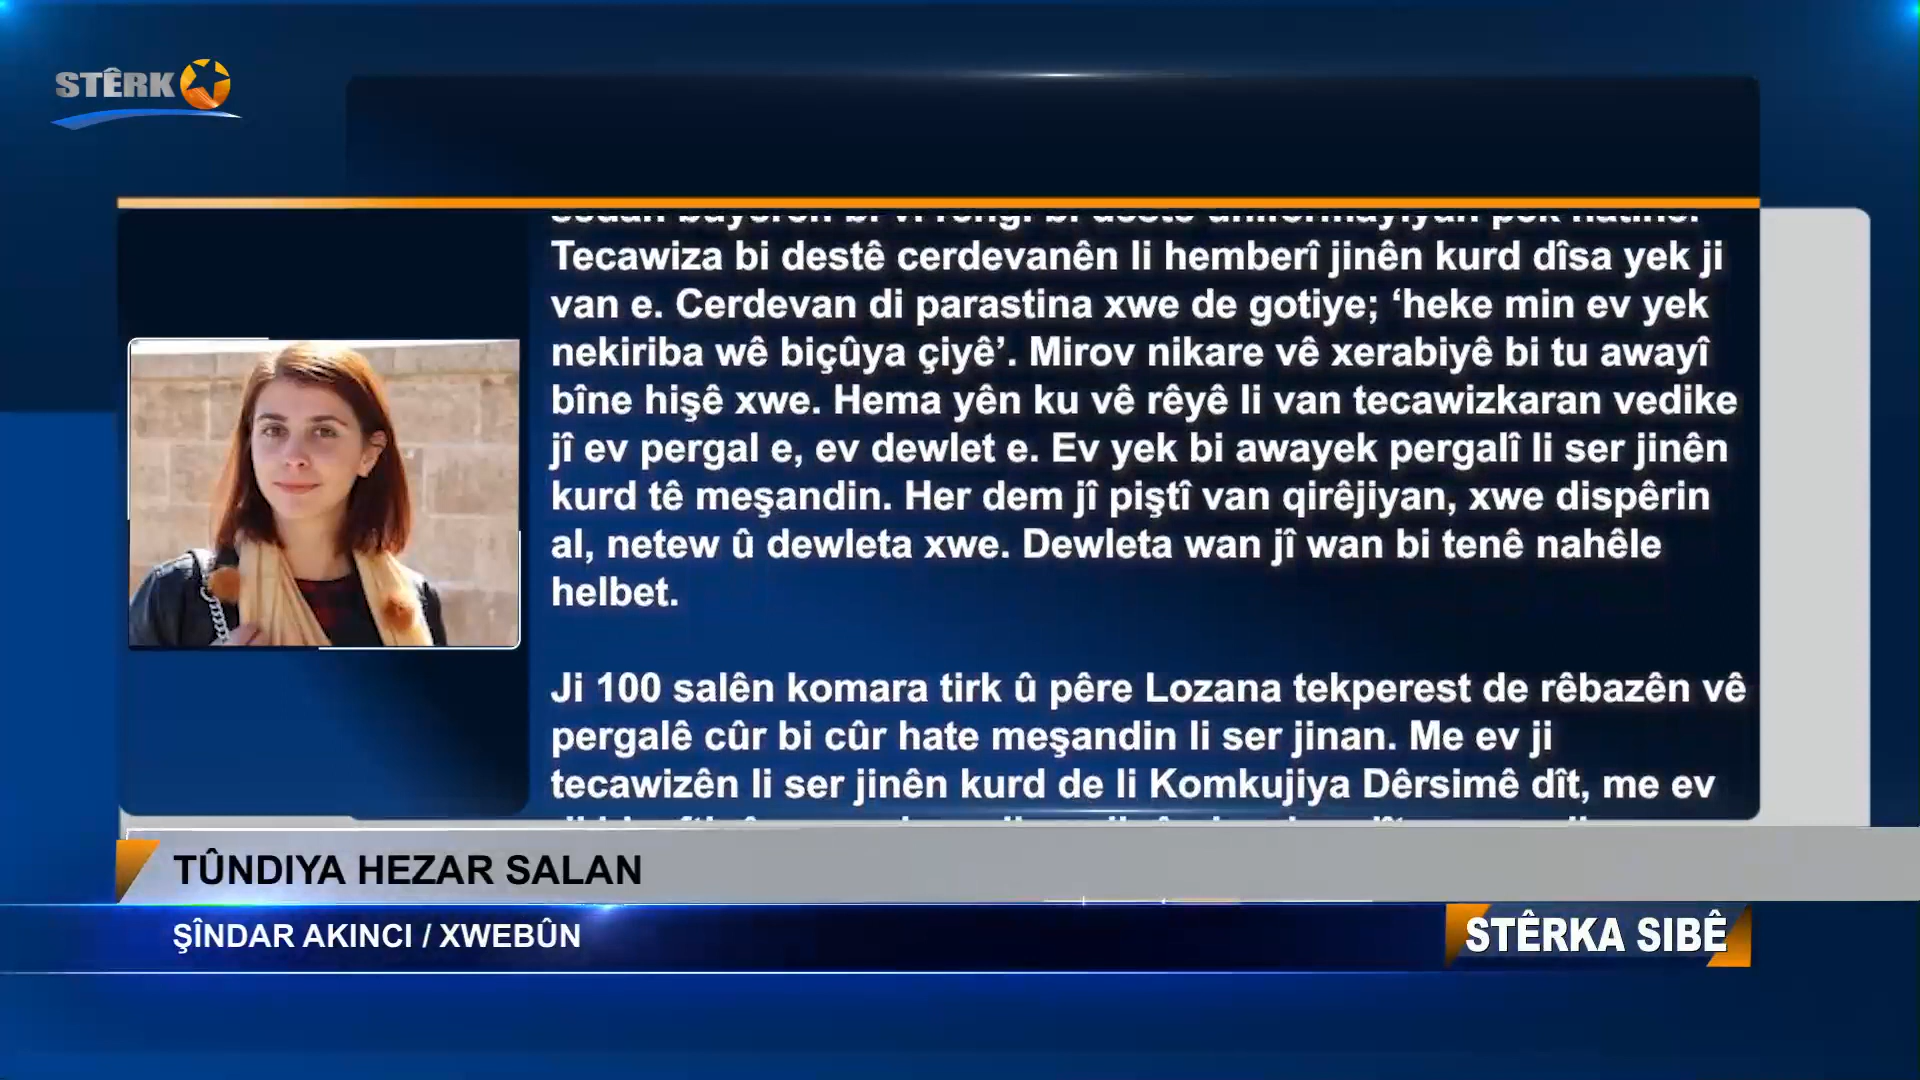 STÊRK
Tecawiza bi destê cerdevanên li hemberî jinên kurd dîsa yek ji
van e. Cerdevan di parastina xwe de gotiye; ‘heke min ev yek
nekiriba wê biçûya çiyê’. Mirov nikare vê xerabiyê bi tu awayî
bîne hişê xwe. Hema yên ku vê rêyê li van tecawizkaran vedike
jî ev pergal e, ev dewlet e. Ev yek bi awayek pergalî li ser jinên
kurd tê meşandin. Her dem jî piştî van qirêjiyan, xwe dispêrin
al, netew û dewleta xwe. Dewleta wan jî wan bi tenê nahêle
helbet.
Ji 100 salên komara tirk û pêre Lozana tekperest de rêbazên vê
pergalê cûr bi cûr hate meşandin li ser jinan. Me ev ji
tecawizên li ser jinên kurd de li Komkujiya Dêrsimê dît, me ev
TÛNDIYA HEZAR SALAN
ŞÎNDAR AKINCI / XWEBÛN
STÊRKA SIBÊ